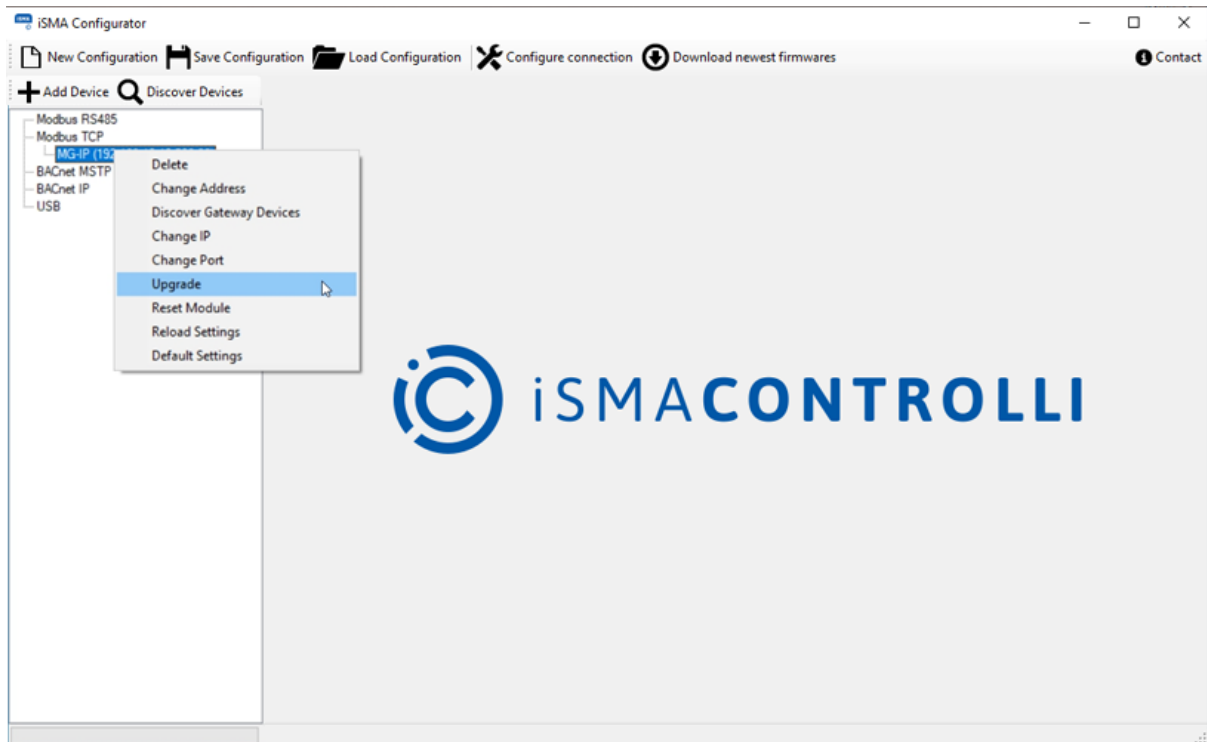 iSMA Configurator
New Configuration Save Configuration Load Configuration Configure connection Download newest firmwares Contact
Add Device Discover Devices
Modbus RS485
Modbus TCP
MG-IP
BACnet MSTP
BACnet IP
USB
Delete
Change Address
Discover Gateway Devices
Change IP
Change Port
Upgrade
Reset Module
Reload Settings
Default Settings
iSMACONTROLLI